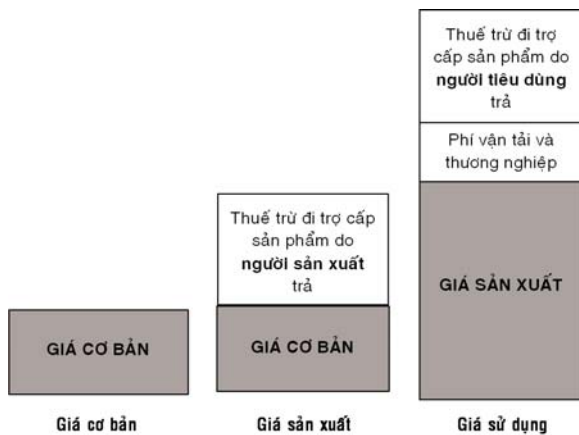 Thuế trừ đi trợ
cấp sản phẩm do
người tiêu dùng
trả
Phí vận tải và
thương nghiệp
GIÁ SẢN XUẤT
Thuế trừ đi trợ cấp
sản phẩm do
người sản xuất
trả
GIÁ CƠ BẢN
GIÁ CƠ BẢN
Giá cơ bản
Giá sản xuất
Giá sử dụng